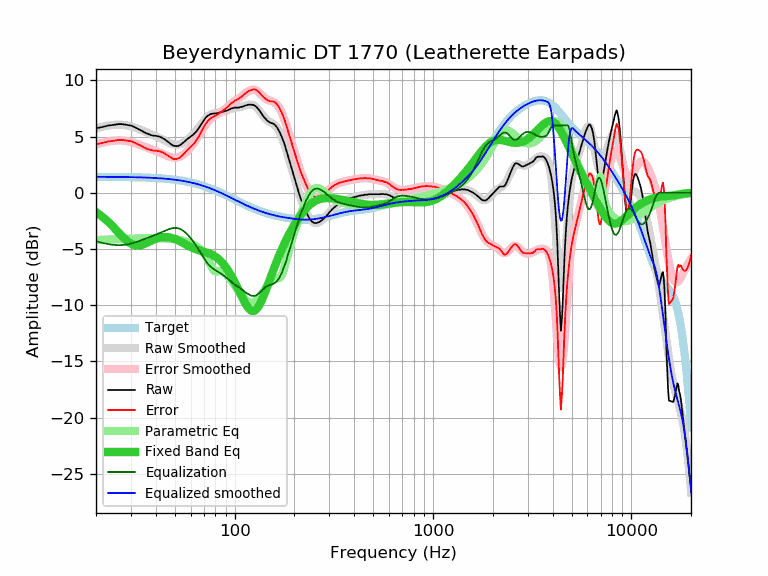 Beyerdynamic DT 1770 (Leatherette Earpads)
10
5
0
−5
−10
−15
−20
−25
Amplitude (dBr)
Target
Raw Smoothed
Error Smoothed
Raw
Error
Parametric Eq
Fixed Band Eq
Equalization
Equalized smoothed
100
1000
10000
Frequency (Hz)